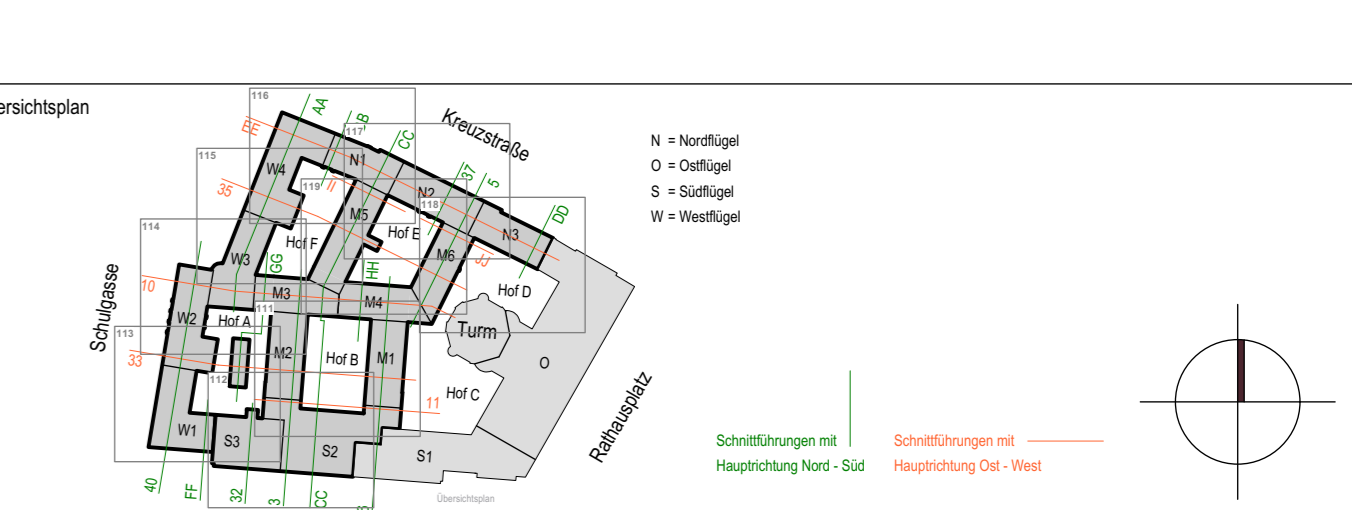 ersichtsplan
116
AA
EE
B
117
CC
Kreuzstraße
N = Nordflügel
O = Ostflügel
S = Südflügel
W = Westflügel
115
N1
W4
119
II
35
N2
37
5
118
M5
DD
114
Hof F
Hof E
N3
W3
GG
HH
M6
JJ
10
M3
M4
Hof D
Schulgasse
W2
Hof A
111
Turm
113
33
M2
Hof B
M1
O
112
Hof C
11
Rathausplatz
W1
S3
S2
S1
40
FF
32
3
CC
Übersichtsplan
Schnittführungen mit
Hauptrichtung Nord - Süd
Schnittführungen mit
Hauptrichtung Ost - West